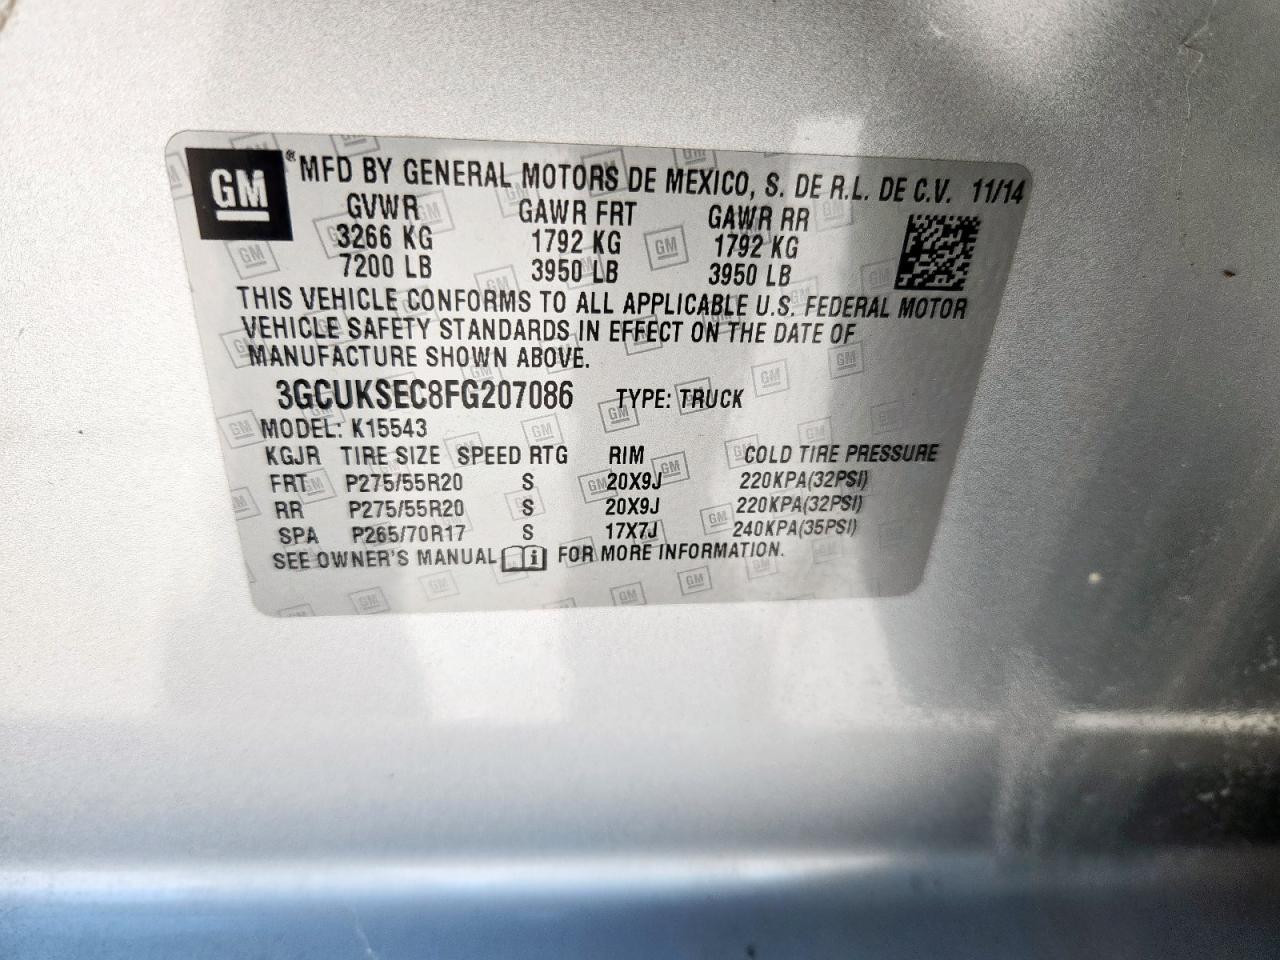 GM® MFD BY GENERAL MOTORS DE MEXICO, S. DE R.L. DE C.V. 11/14
GVWR GAWR FRT GAWR RR
3266 KG 1792 KG 1792 KG
7200 LB 3950 LB 3950 LB
THIS VEHICLE CONFORMS TO ALL APPLICABLE U.S. FEDERAL MOTOR
VEHICLE SAFETY STANDARDS IN EFFECT ON THE DATE OF
MANUFACTURE SHOWN ABOVE.
3GCUKSEC8FG207086 TYPE: TRUCK
MODEL: K15543
KGJR TIRE SIZE SPEED RTG RIM COLD TIRE PRESSURE
FRT P275/55R20 S 20X9J 220KPA(32PSI)
RR P275/55R20 S 20X9J 220KPA(32PSI)
SPA P265/70R17 S 17X7J 240KPA(35PSI)
SEE OWNER'S MANUAL i FOR MORE INFORMATION.